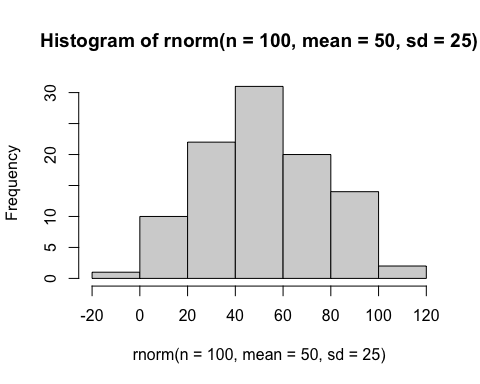 Histogram of rnorm(n = 100, mean = 50, sd = 25)
Frequency
30
20
10
5
0
-20 0 20 40 60 80 100 120
rnorm(n = 100, mean = 50, sd = 25)